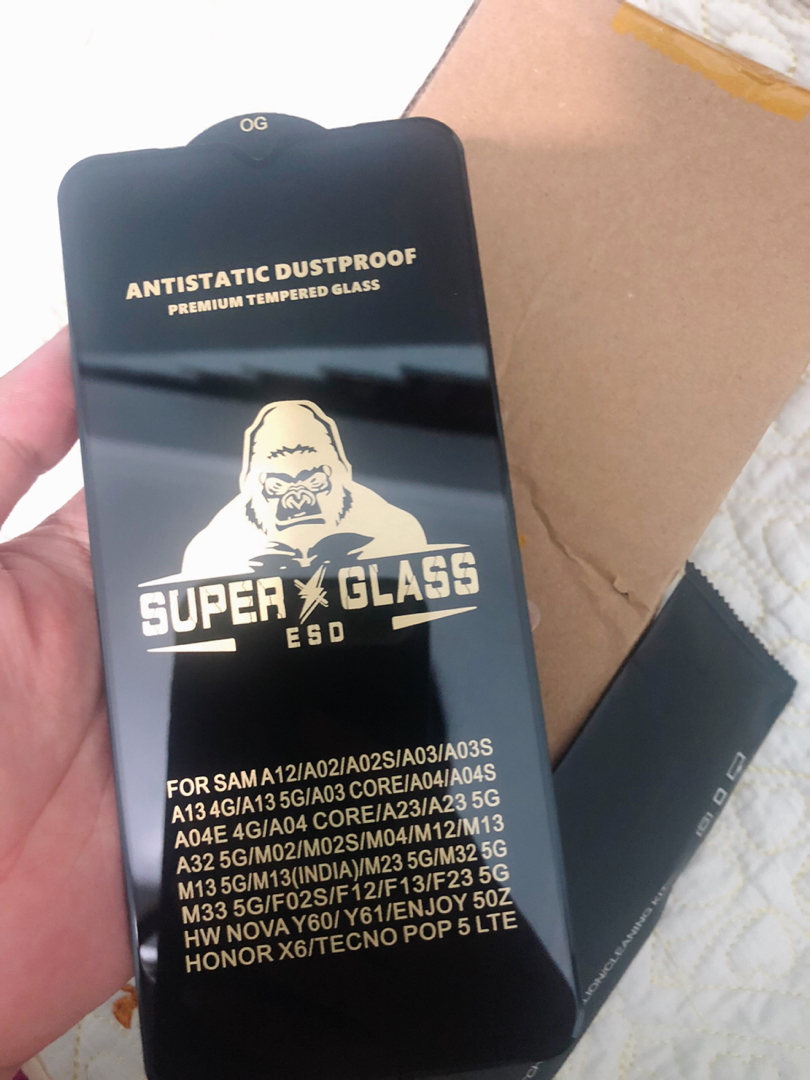 OG
ANTISTATIC DUSTPROOF
PREMIUM TEMPERED GLASS
SUPER GLASS
ESD
FOR SAM A12/A02/A02S/A03/A03S
A13 4G/A13 5G/A03 CORE/A04/A04S
A04E 4G/A04 CORE/A23/A23 5G
A32 5G/M02/M02S/M04/M12/M13
M13 5G/M13(INDIA)/M23 5G/M32 5G
M33 5G/F02S/F12/F13/F23 5G
HW NOVA Y60/ Y61/ENJOY 50Z
HONOR X6/TECNO POP 5 LTE